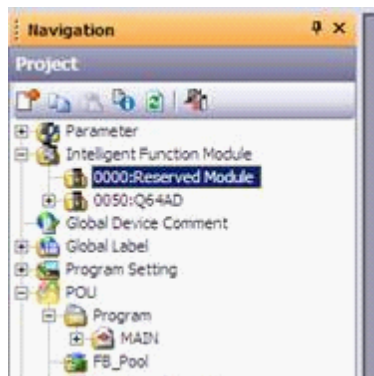 Navigation
Project
Parameter
Intelligent Function Module
0000:Reserved Module
0050:Q64AD
Global Device Comment
Global Label
Program Setting
POU
Program
MAIN
FB_Pool